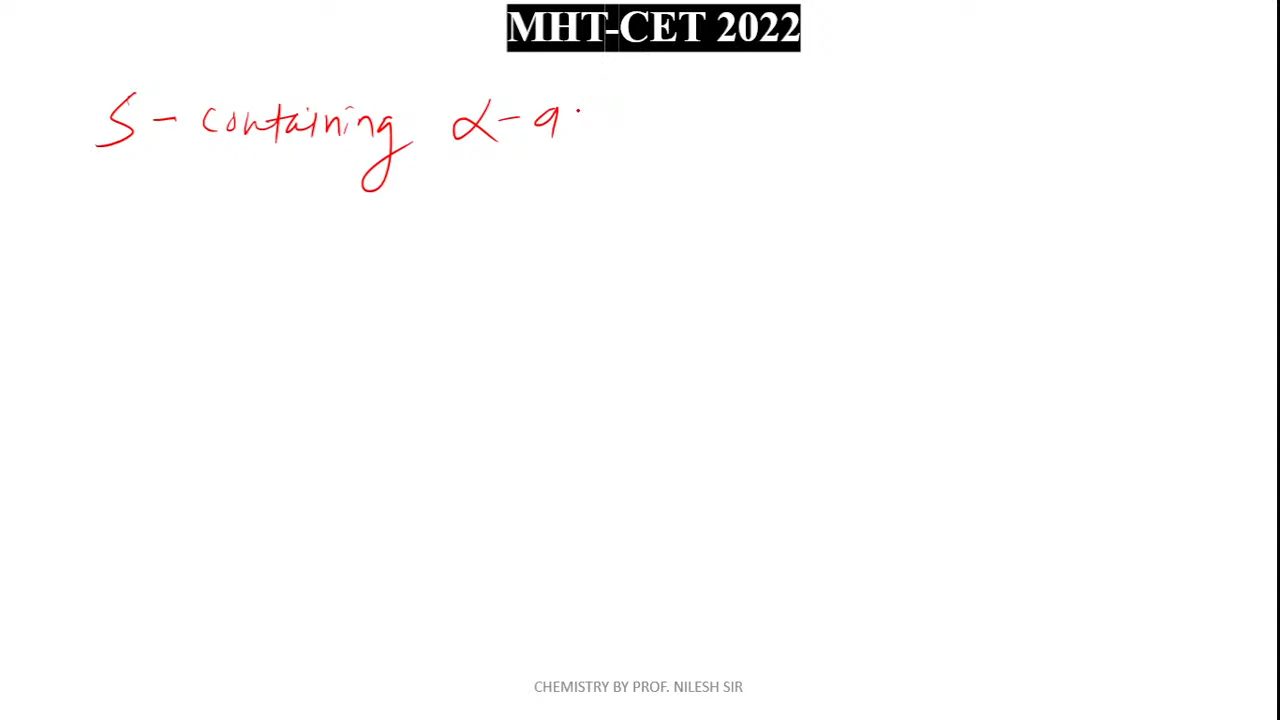 MHT-CET 2022
S - containing α - a
CHEMISTRY BY PROF. NILESH SIR